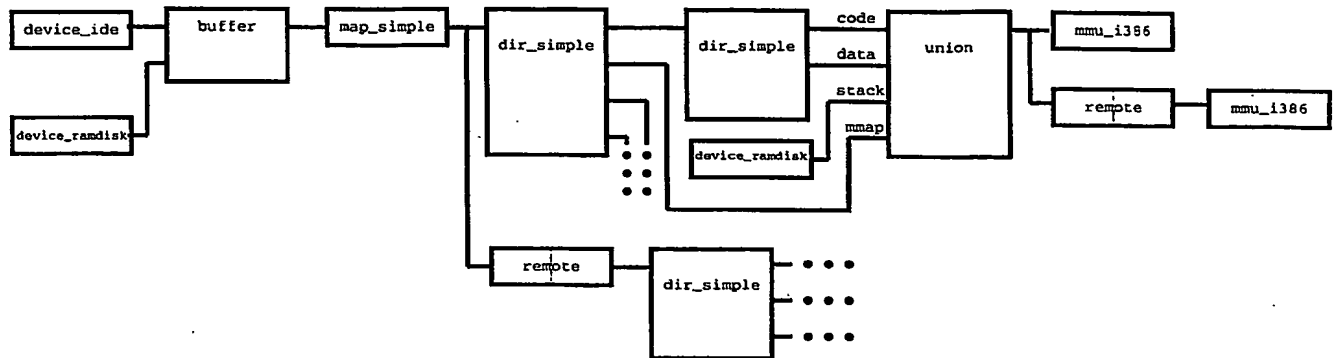 device_ide
buffer
map_simple
dir_simple
dir_simple
code
data
stack
mmap
union
mmu_i386
remote
mmu_i386
device_ramdisk
device_ramdisk
remote
dir_simple